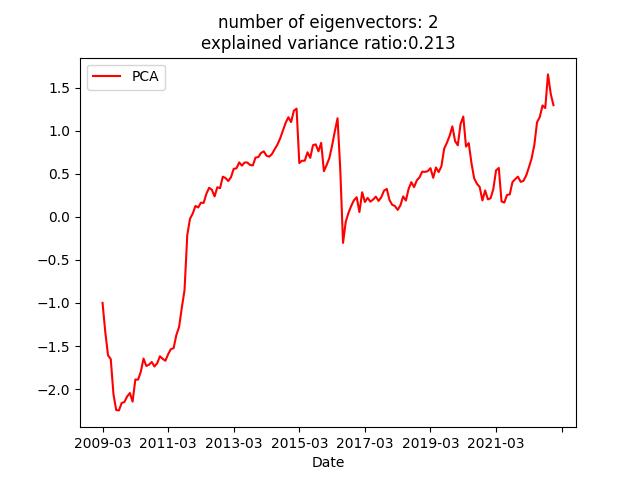 number of eigenvectors: 2
explained variance ratio:0.213
PCA
1.5
1.0
0.5
0.0
−0.5
−1.0
−1.5
−2.0
2009-03 2011-03 2013-03 2015-03 2017-03 2019-03 2021-03
Date